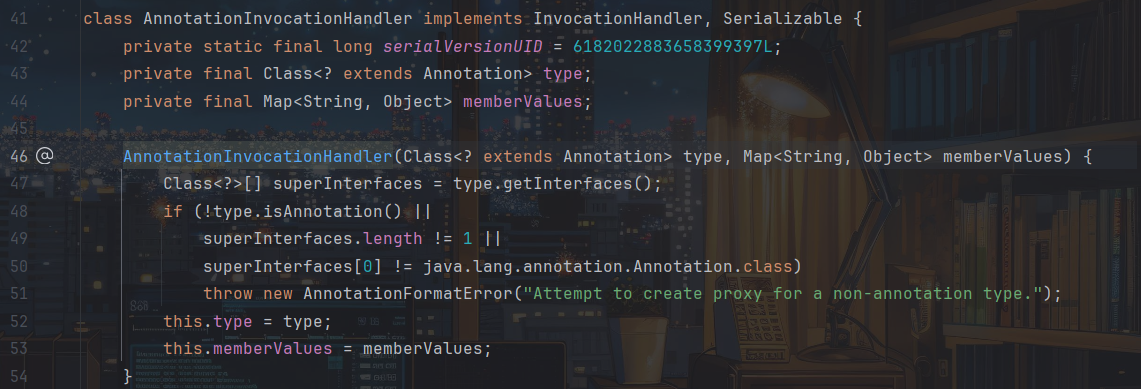 41 class AnnotationInvocationHandler implements InvocationHandler, Serializable {
42 private static final long serialVersionUID = 6182022883658399397L;
43 private final Class<? extends Annotation> type;
44 private final Map<String, Object> memberValues;
45
46 @ AnnotationInvocationHandler(Class<? extends Annotation> type, Map<String, Object> memberValues) {
47 Class<?>[] superInterfaces = type.getInterfaces();
48 if (!type.isAnnotation() ||
49 superInterfaces.length != 1 ||
50 superInterfaces[0] != java.lang.annotation.Annotation.class)
51 throw new AnnotationFormatError("Attempt to create proxy for a non-annotation type.");
52 this.type = type;
53 this.memberValues = memberValues;
54 }